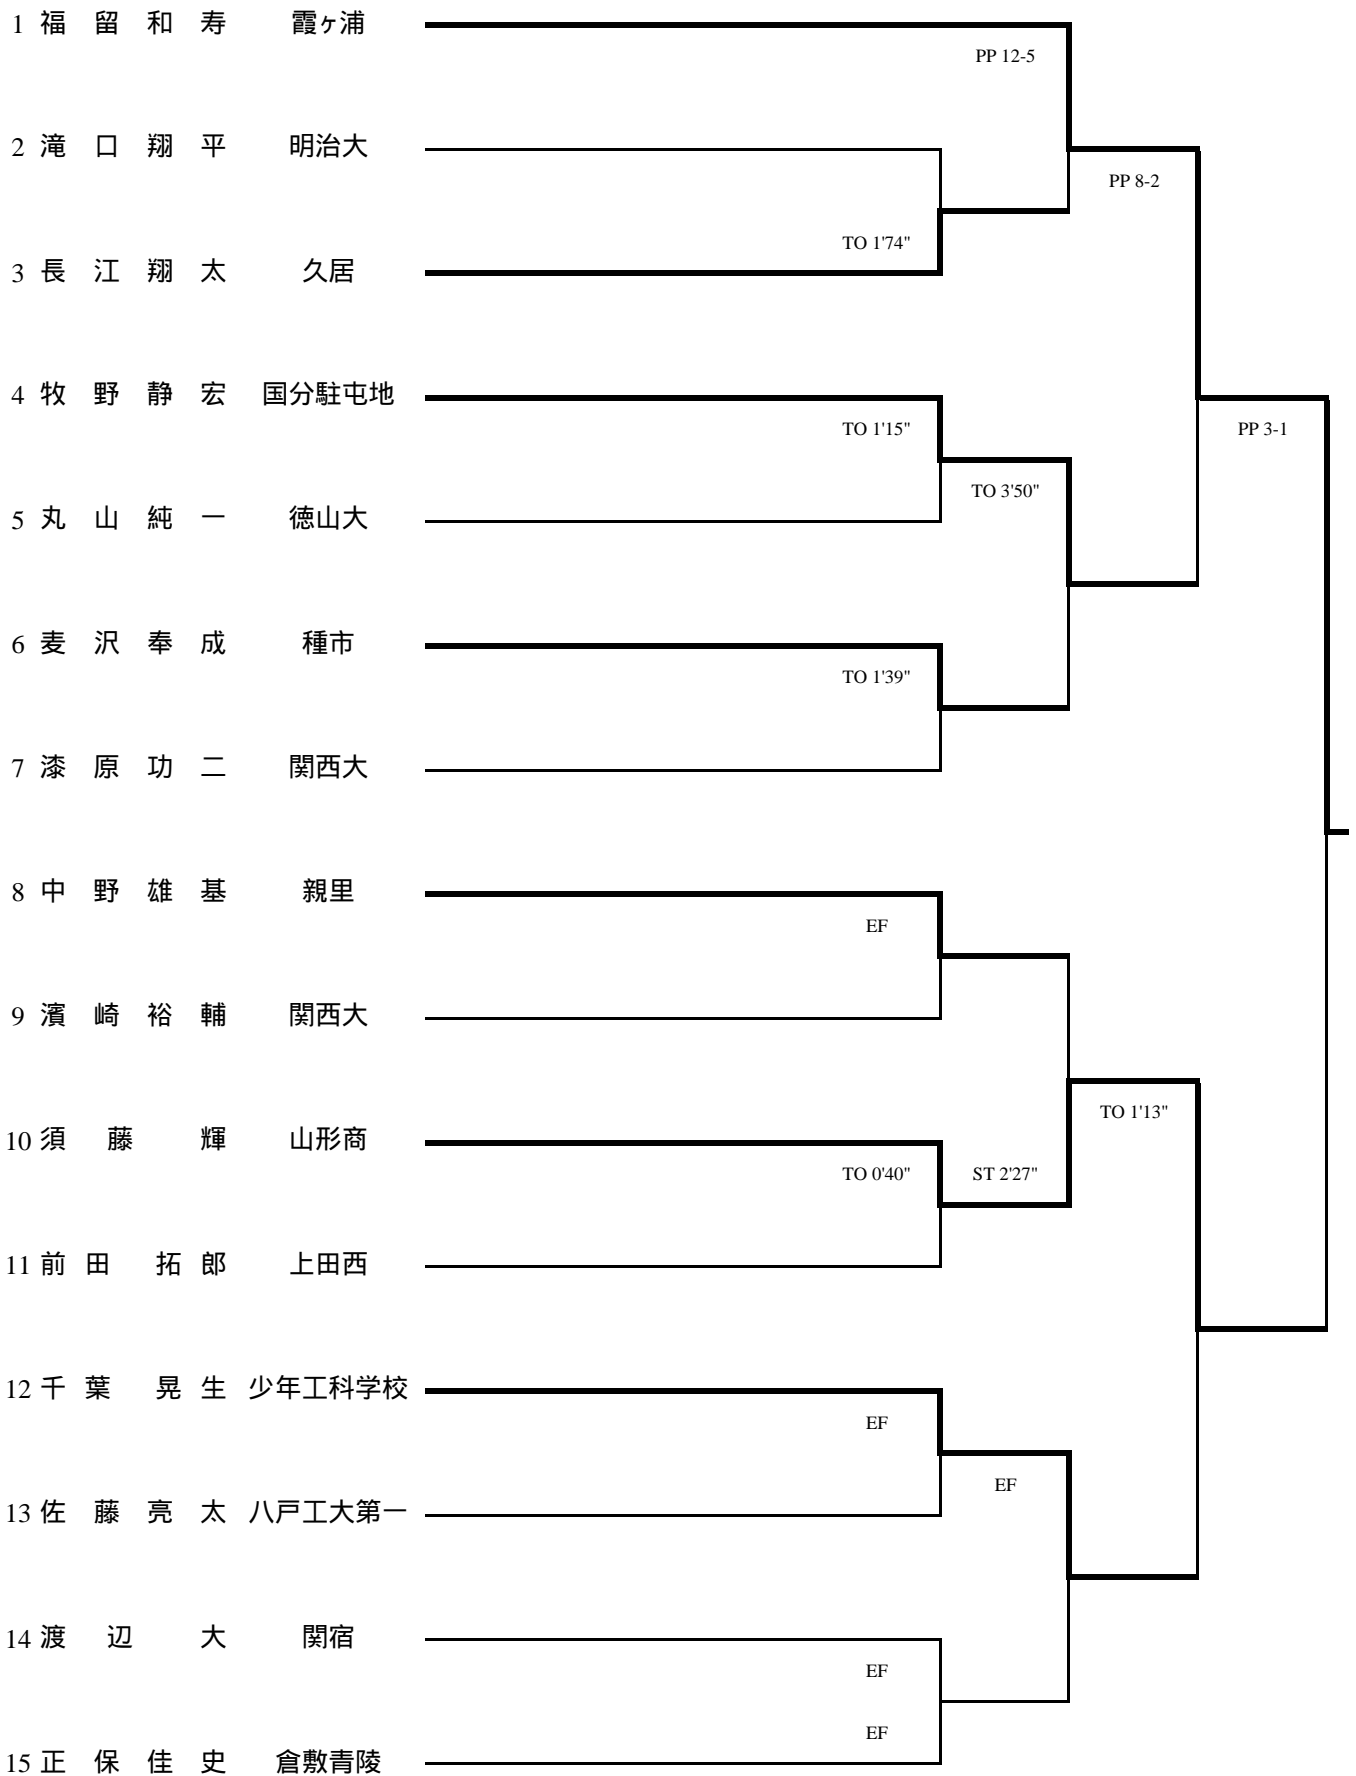 1 福留和寿 霞ヶ浦
PP 12-5
2 滝口翔平 明治大
PP 8-2
TO 1'74"
3 長江翔太 久居
4 牧野静宏 国分駐屯地
TO 1'15"
PP 3-1
TO 3'50"
5 丸山純一 徳山大
6 麦沢奉成 種市
TO 1'39"
7 漆原功二 関西大
8 中野雄基 親里
EF
9 濱崎裕輔 関西大
TO 1'13"
10 須藤輝 山形商
TO 0'40" ST 2'27"
11 前田拓郎 上田西
12 千葉晃生 少年工科学校
EF
EF
13 佐藤亮太 八戸工大第一
14 渡辺大 関宿
EF
EF
15 正保佳史 倉敷青陵